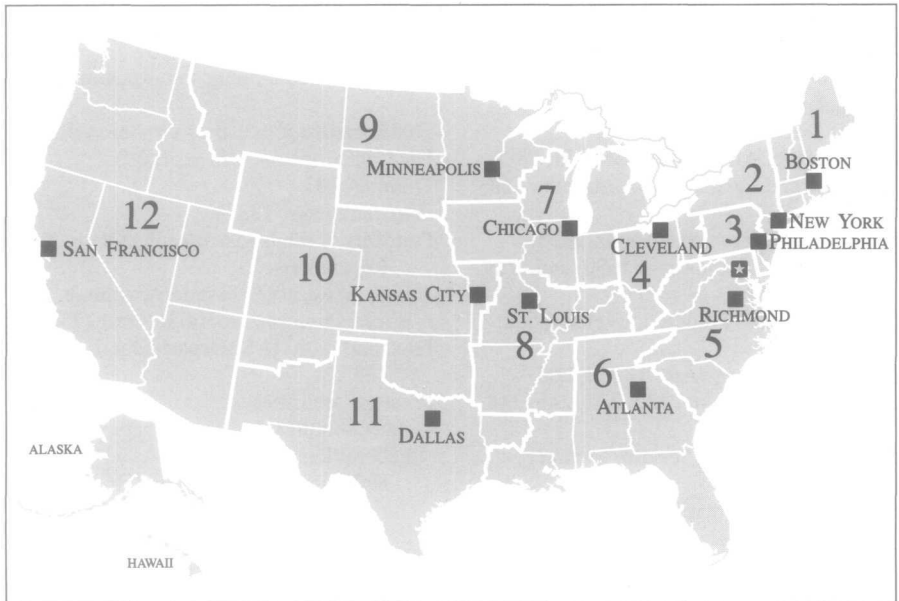 1
9
BOSTON
MINNEAPOLIS
2
7
12
NEW YORK
CHICAGO
3
CLEVELAND
PHILADELPHIA
SAN FRANCISCO
10
4
KANSAS CITY
ST. LOUIS
RICHMOND
8
5
6
ATLANTA
11
DALLAS
ALASKA
HAWAII